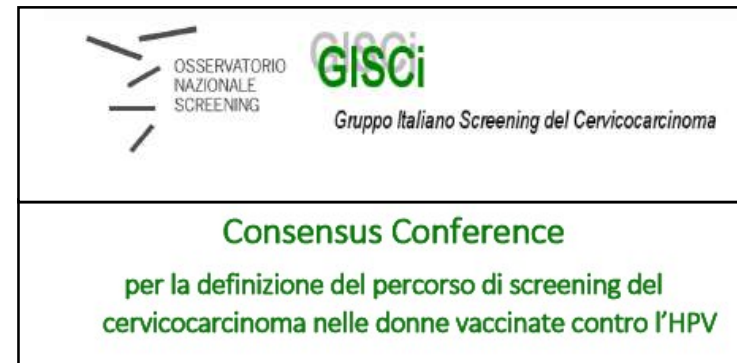 OSSERVATORIO
NAZIONALE
SCREENING
GISCi
Gruppo Italiano Screening del Cervicocarcinoma
Consensus Conference
per la definizione del percorso di screening del
cervicocarcinoma nelle donne vaccinate contro l'HPV